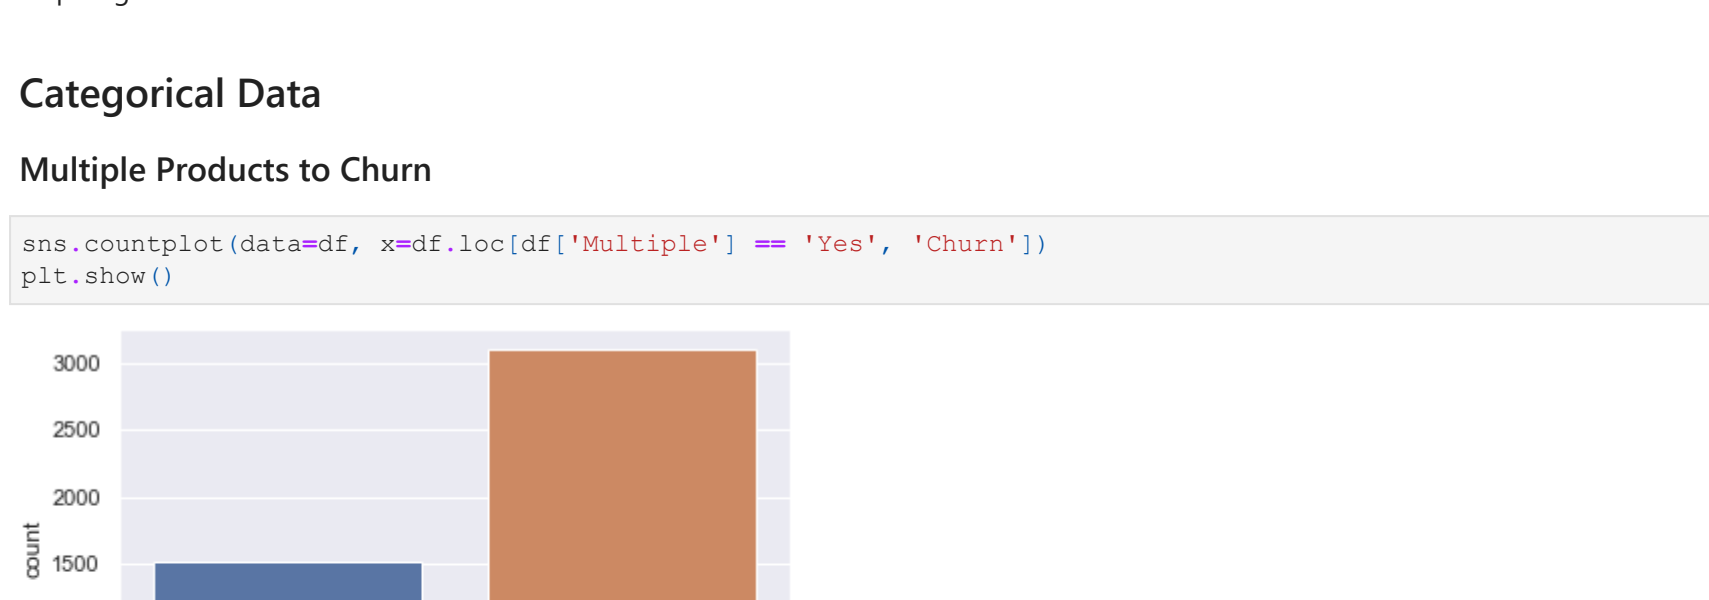 Categorical Data
Multiple Products to Churn
sns.countplot(data=df, x=df.loc[df['Multiple'] == 'Yes', 'Churn'])
plt.show()
3000
2500
2000
count
1500